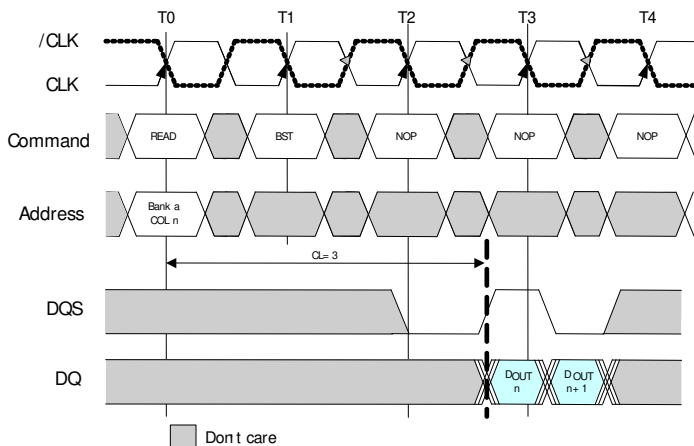 T0 T1 T2 T3 T4
/CLK
CLK
Command READ BST NOP NOP NOP
Address Bank a
COL n
CL= 3
DQS
DQ DOUT
n DOUT
n+1
Don't care